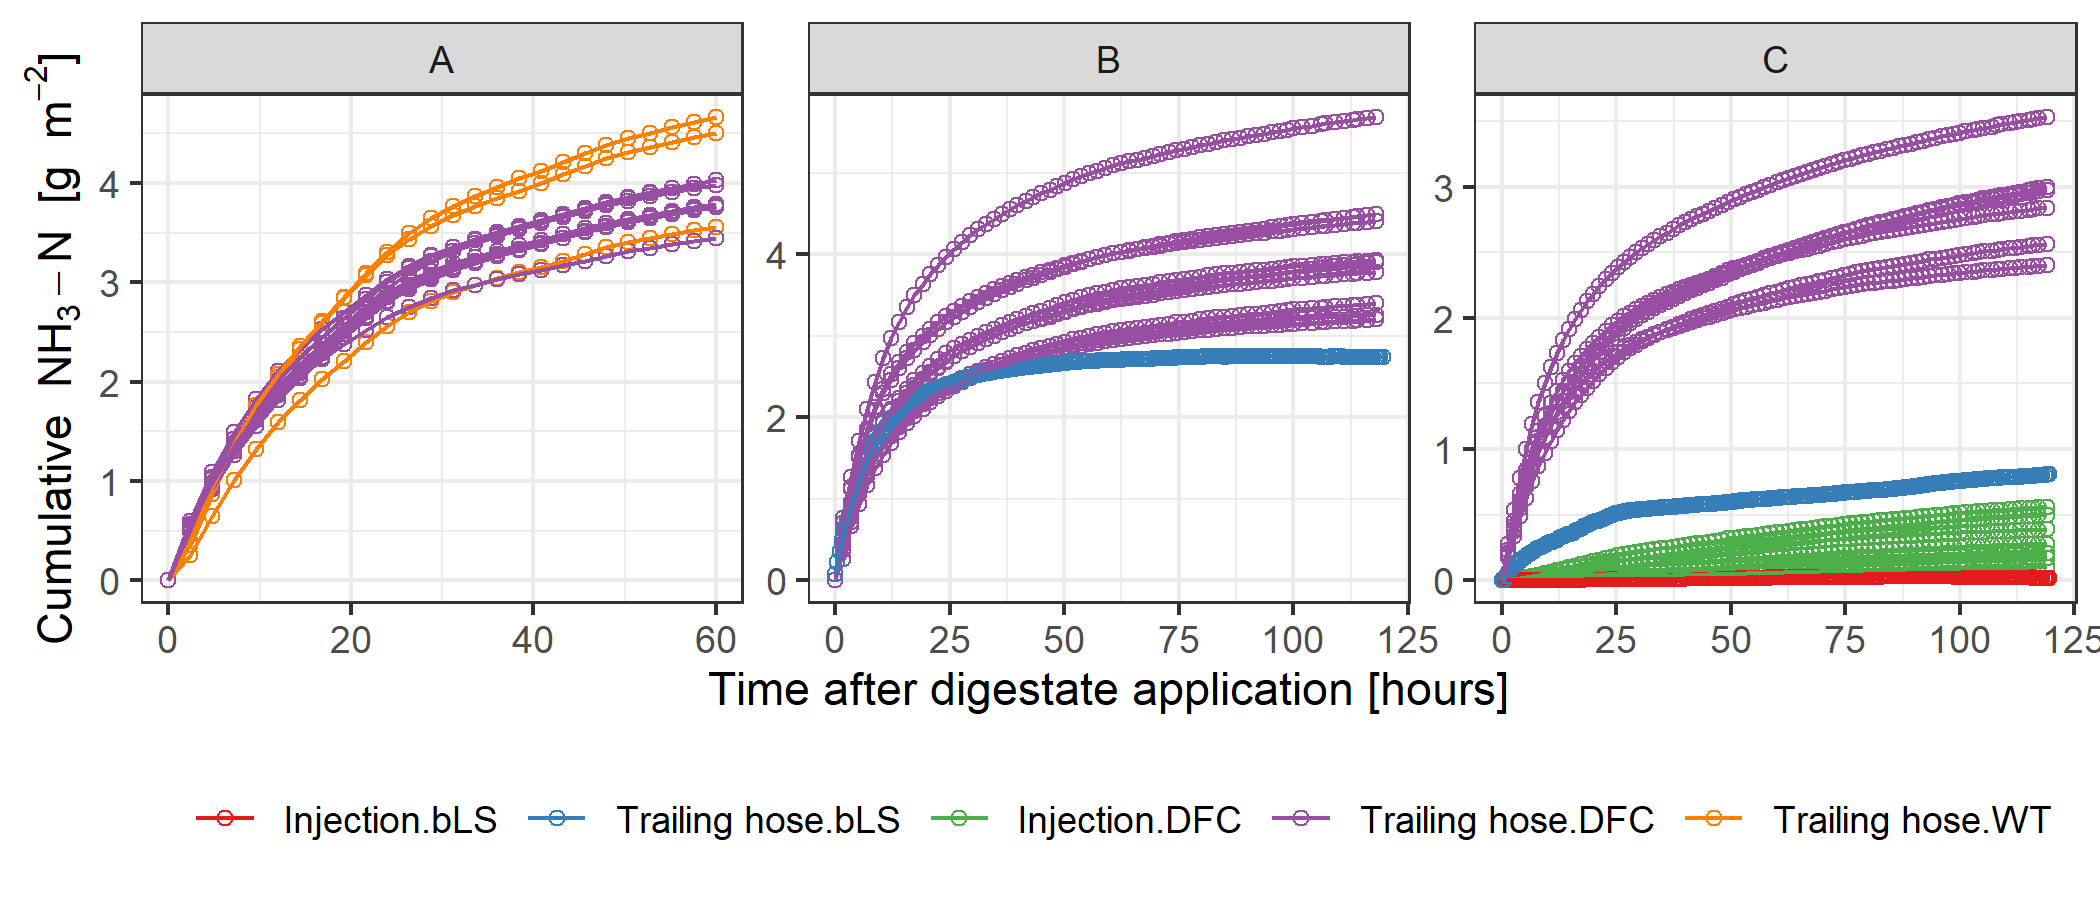 A B C
Cumulative NH₃ – N [g m⁻²]
4
3
2
1
0
0 20 40 60
4
2
0
0 25 50 75 100 125
3
2
1
0
0 25 50 75 100 125
Time after digestate application [hours]
Injection.bLS Trailing hose.bLS Injection.DFC Trailing hose.DFC Trailing hose.WT